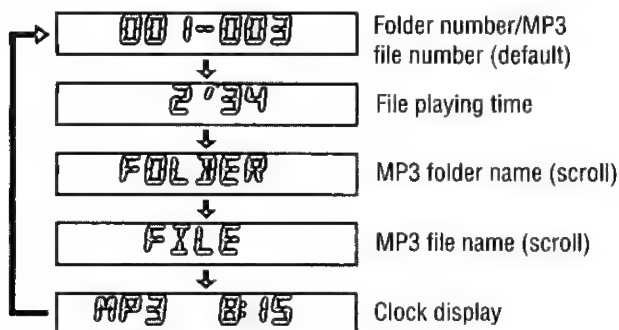 001-003
Folder number/MP3
file number (default)
2'34
File playing time
FOLDER
MP3 folder name (scroll)
FILE
MP3 file name (scroll)
MP3 8:15
Clock display